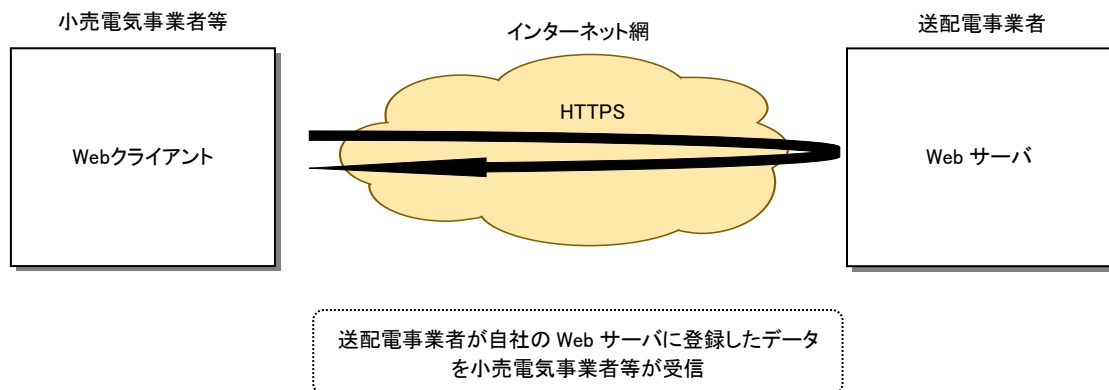 小売電気事業者等
インターネット網
送配電事業者
HTTPS
Webクライアント
Web サーバ
送配電事業者が自社の Web サーバに登録したデータ
を小売電気事業者等が受信